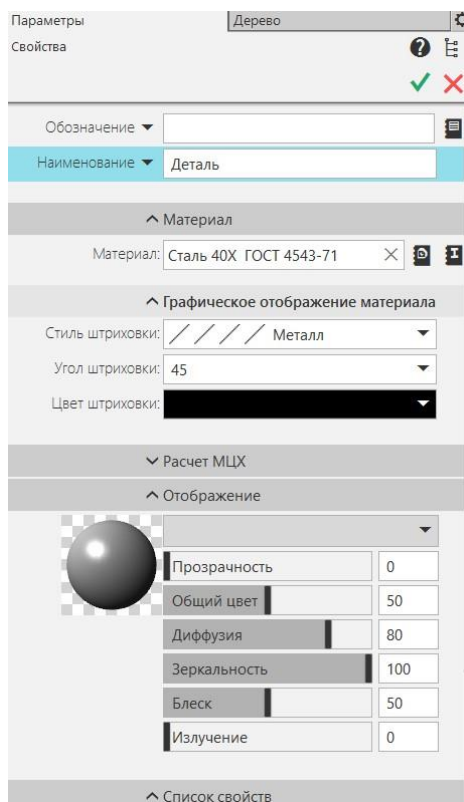 Параметры
Дерево
Свойства
Обозначение
Наименование Деталь
Материал
Материал: Сталь 40Х ГОСТ 4543-71
Графическое отображение материала
Стиль штриховки: Металл
Угол штриховки: 45
Цвет штриховки:
Расчет МЦХ
Отображение
Прозрачность 0
Общий цвет 50
Диффузия 80
Зеркальность 100
Блеск 50
Излучение 0
Список свойств